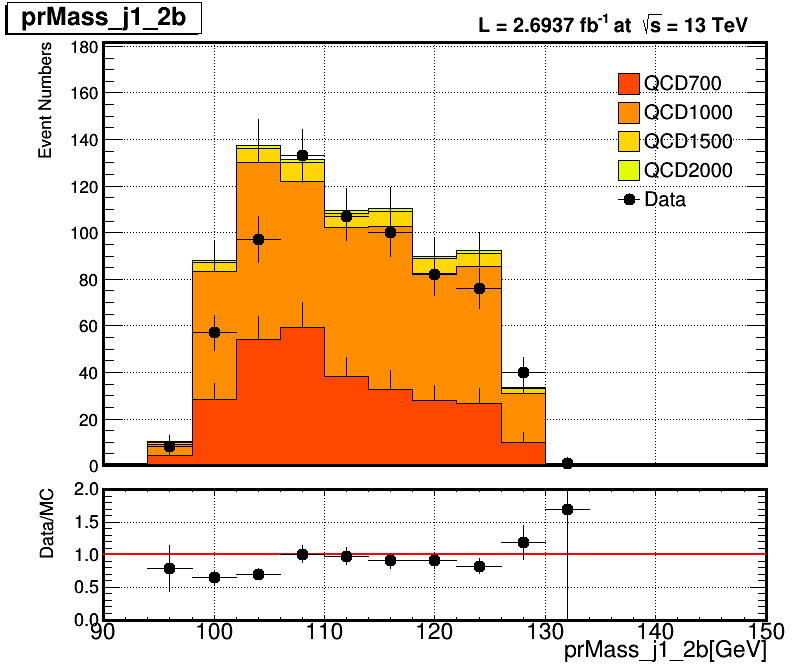 prMass_j1_2b
L = 2.6937 fb-1 at √s = 13 TeV
Event Numbers
180
160
140
120
100
80
60
40
20
0
QCD700
QCD1000
QCD1500
QCD2000
Data
Data/MC
2.0
1.5
1.0
0.5
0.0
90 100 110 120 130 140 150
prMass_j1_2b[GeV]